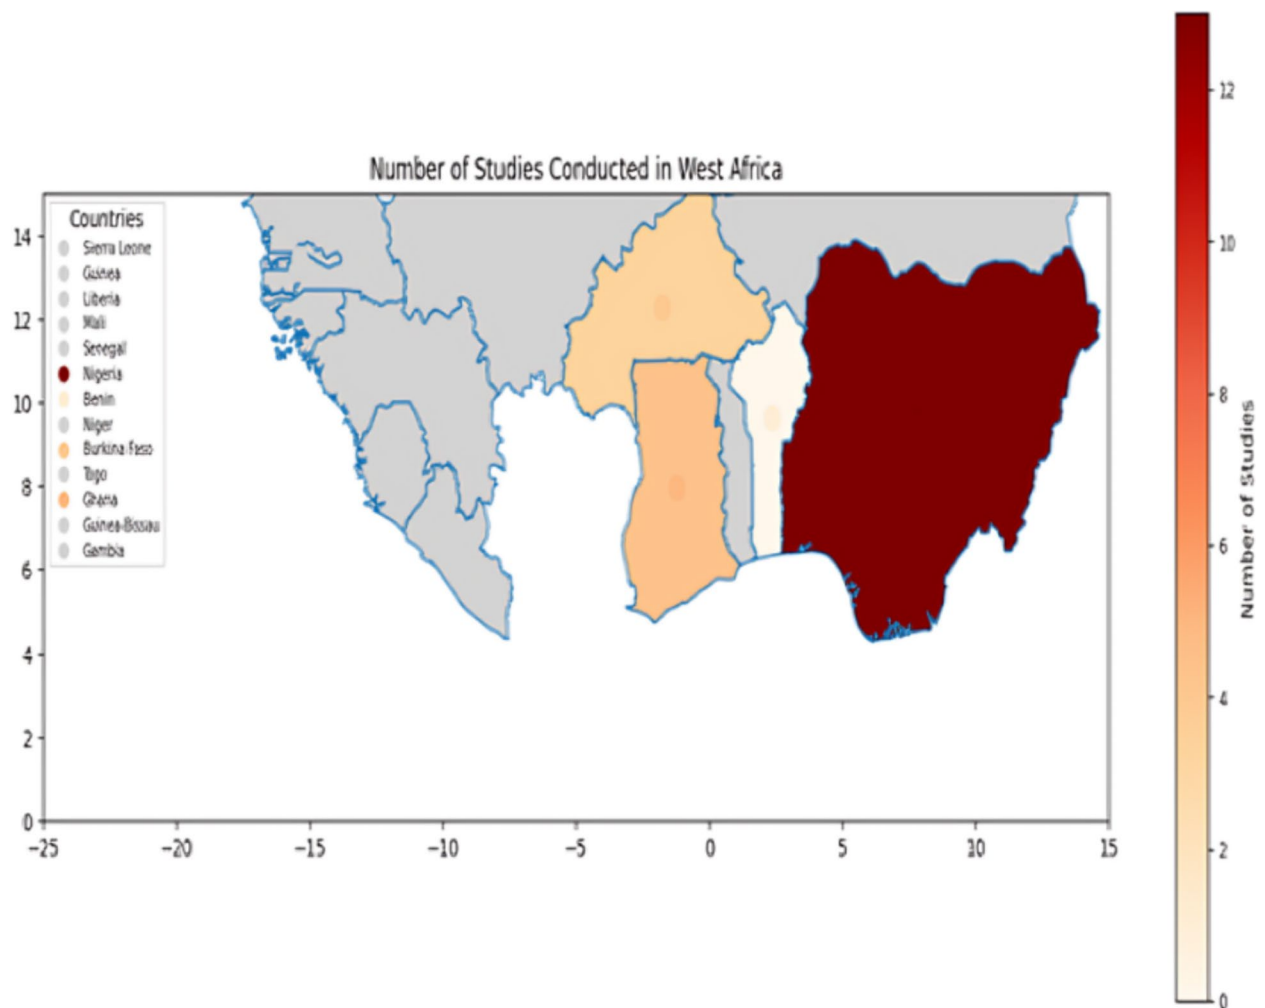 Number of Studies Conducted in West Africa
Countries
Sierra Leone
Guinea
Liberia
Mali
Senegal
Nigeria
Benin
Niger
Burkina Faso
Togo
Ghana
Guinea-Bissau
Gambia
14
12
10
8
6
4
2
0
−25 −20 −15 −10 −5 0 5 10 15
12
10
8
6
4
2
0
Number of Studies